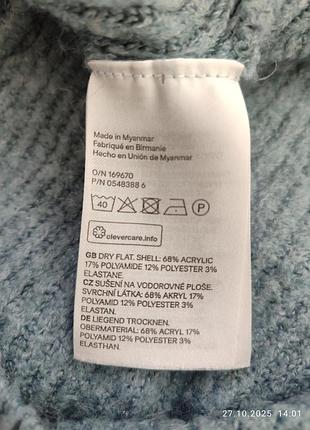 Made in Myanmar
Fabriqué en Birmanie
Hecho en Unión de Myanmar
O/N 169670
P/N 0548388 6
40 P
clevercare.info
GB DRY FLAT. SHELL: 68% ACRYLIC
17% POLYAMIDE 12% POLYESTER 3%
ELASTANE.
CZ SUŠENÍ NA VODOROVNÉ PLOŠE.
SVRCHNÍ LÁTKA: 68% AKRYL 17%
POLYAMID 12% POLYESTER 3%
ELASTAN.
DE LIEGEND TROCKNEN.
OBERMATERIAL: 68% ACRYL 17%
POLYAMID 12% POLYESTER 3%
ELASTHAN.
27.10.2025 14:01